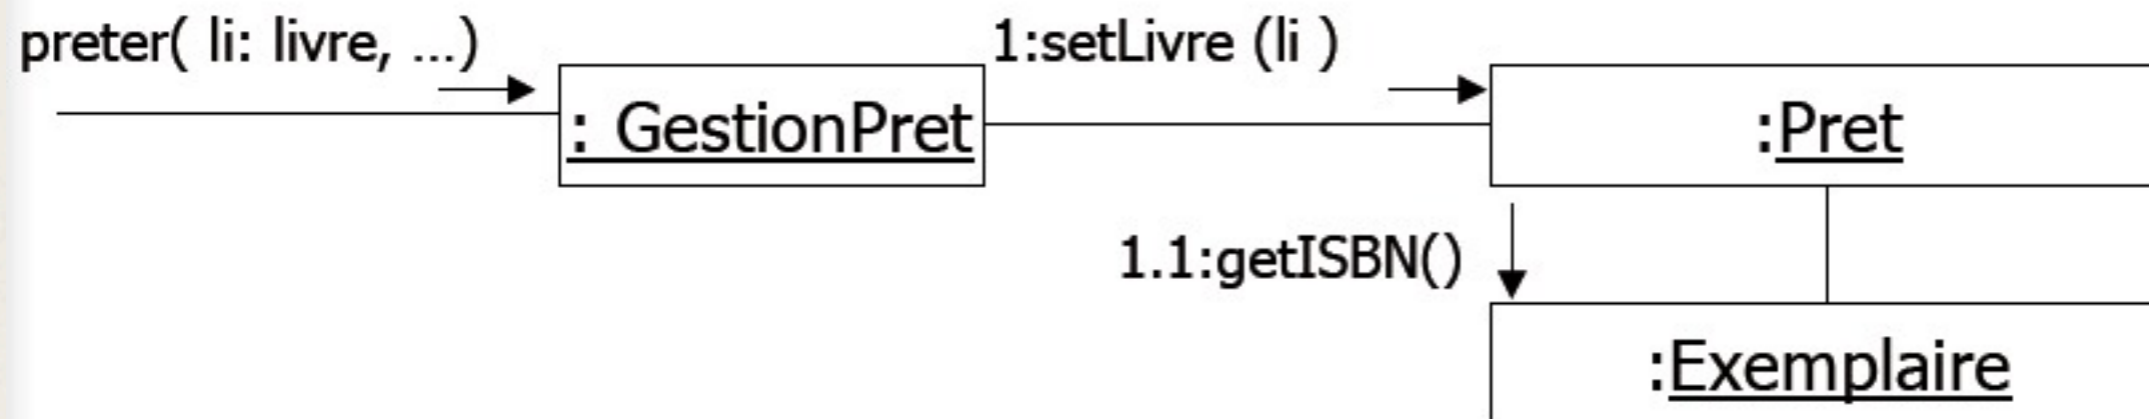 preter( li: livre, ...)
1:setLivre (li )
: GestionPret
:Pret
1.1:getISBN()
:Exemplaire